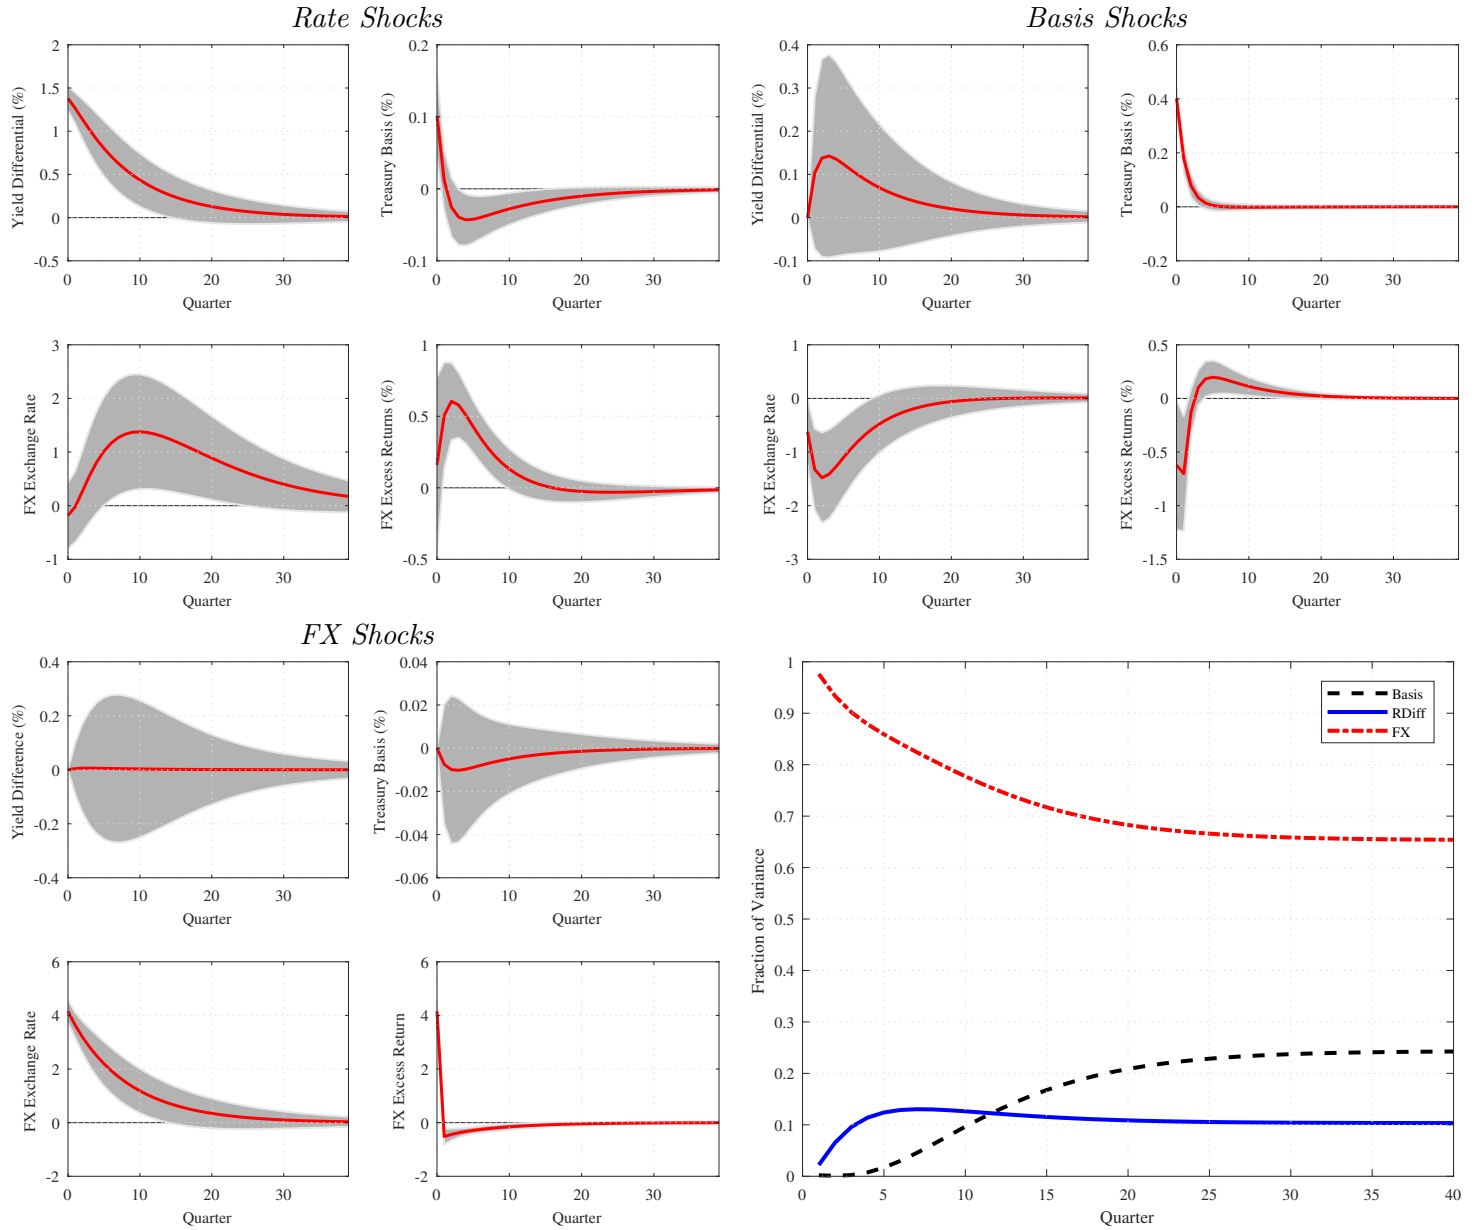 Rate Shocks
Basis Shocks
2
1.5
1
0.5
0
-0.5
Yield Differential (%)
0 10 20 30
Quarter
0.2
0.1
0
-0.1
Treasury Basis (%)
0 10 20 30
Quarter
0.4
0.3
0.2
0.1
0
-0.1
Yield Differential (%)
0 10 20 30
Quarter
0.6
0.4
0.2
0
-0.2
Treasury Basis (%)
0 10 20 30
Quarter
3
2
1
0
-1
FX Exchange Rate
0 10 20 30
Quarter
1
0.5
0
-0.5
FX Excess Returns (%)
0 10 20 30
Quarter
1
0
-1
-2
-3
FX Exchange Rate
0 10 20 30
Quarter
0.5
0
-0.5
-1
-1.5
FX Excess Returns (%)
0 10 20 30
Quarter
FX Shocks
0.4
0.2
0
-0.2
-0.4
Yield Difference (%)
0 10 20 30
Quarter
0.04
0.02
0
-0.02
-0.04
-0.06
Treasury Basis (%)
0 10 20 30
Quarter
6
4
2
0
-2
FX Exchange Rate
0 10 20 30
Quarter
6
4
2
0
-2
FX Excess Return
0 10 20 30
Quarter
1
0.9
0.8
0.7
0.6
0.5
0.4
0.3
0.2
0.1
0
Fraction of Variance
Basis
RDiff
FX
0 5 10 15 20 25 30 35 40
Quarter